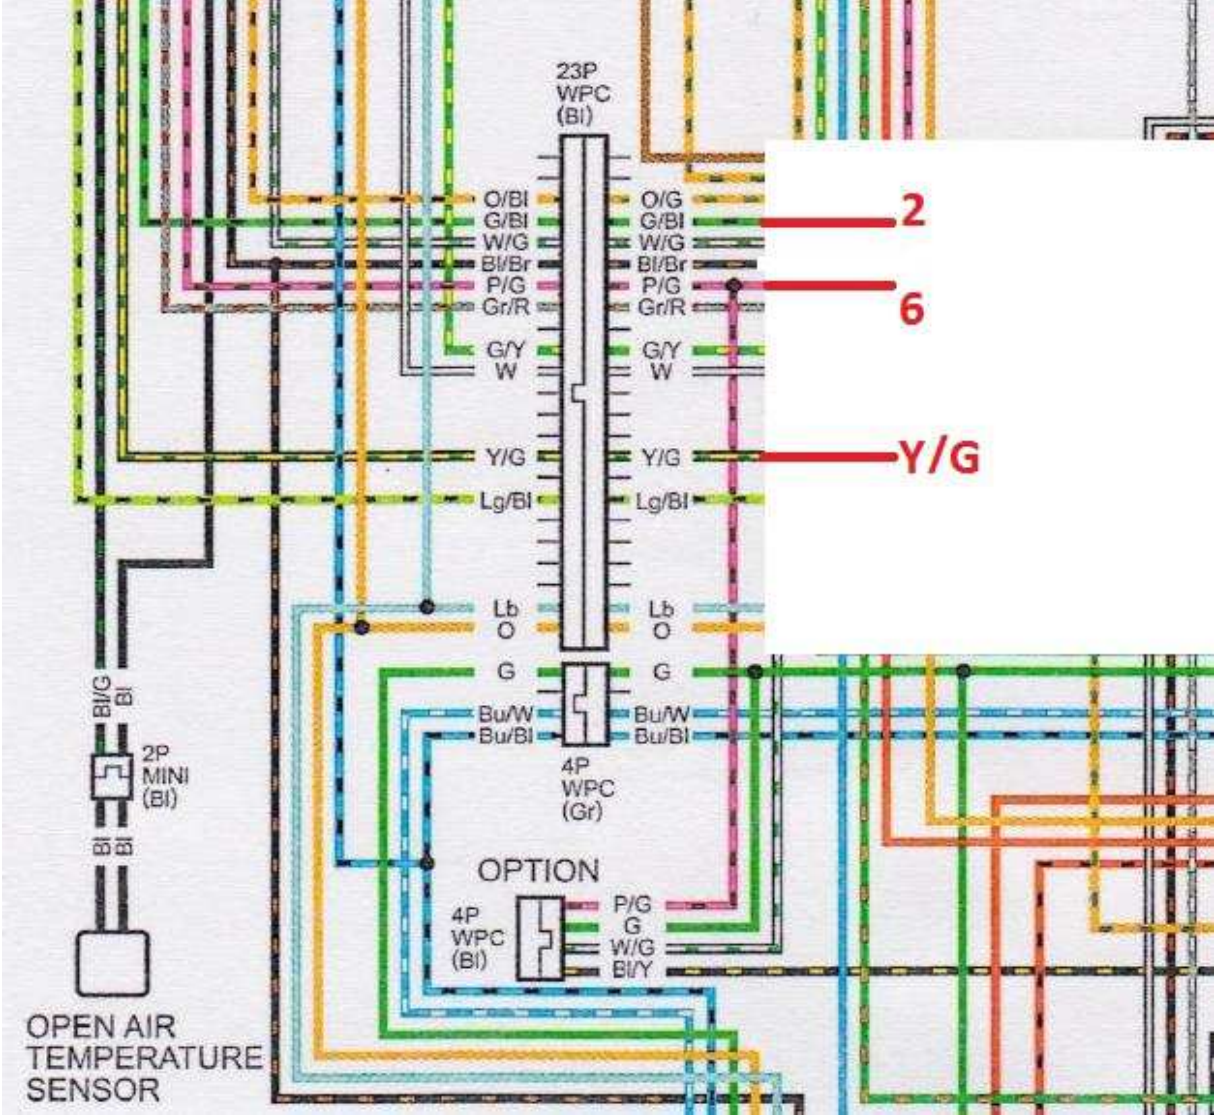 23P
WPC
(Bl)
O/Bl O/G
G/Bl G/Bl 2
W/G W/G
Bl/Br Bl/Br
P/G P/G
Gr/R Gr/R 6
G/Y G/Y
W W
Y/G Y/G Y/G
Lg/Bl Lg/Bl
Lb Lb
O O
G G
Bu/W Bu/W
Bu/Bl Bu/Bl
4P
WPC
(Gr)
Bl/G Bl
2P
MINI
(Bl)
Bl Bl
OPTION
4P
WPC
(Bl)
P/G
G
W/G
Bl/Y
OPEN AIR
TEMPERATURE
SENSOR